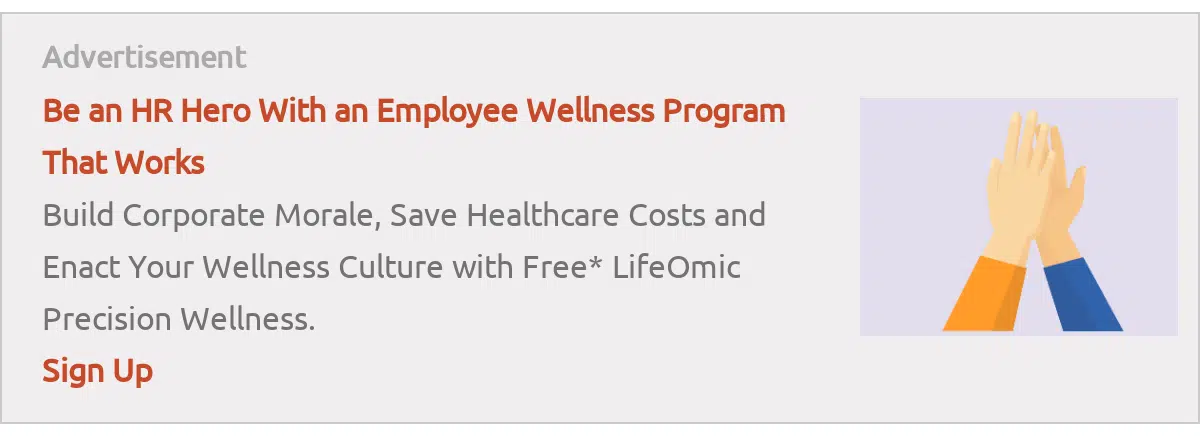 Advertisement
Be an HR Hero With an Employee Wellness Program
That Works
Build Corporate Morale, Save Healthcare Costs and
Enact Your Wellness Culture with Free* LifeOmic
Precision Wellness.
Sign Up